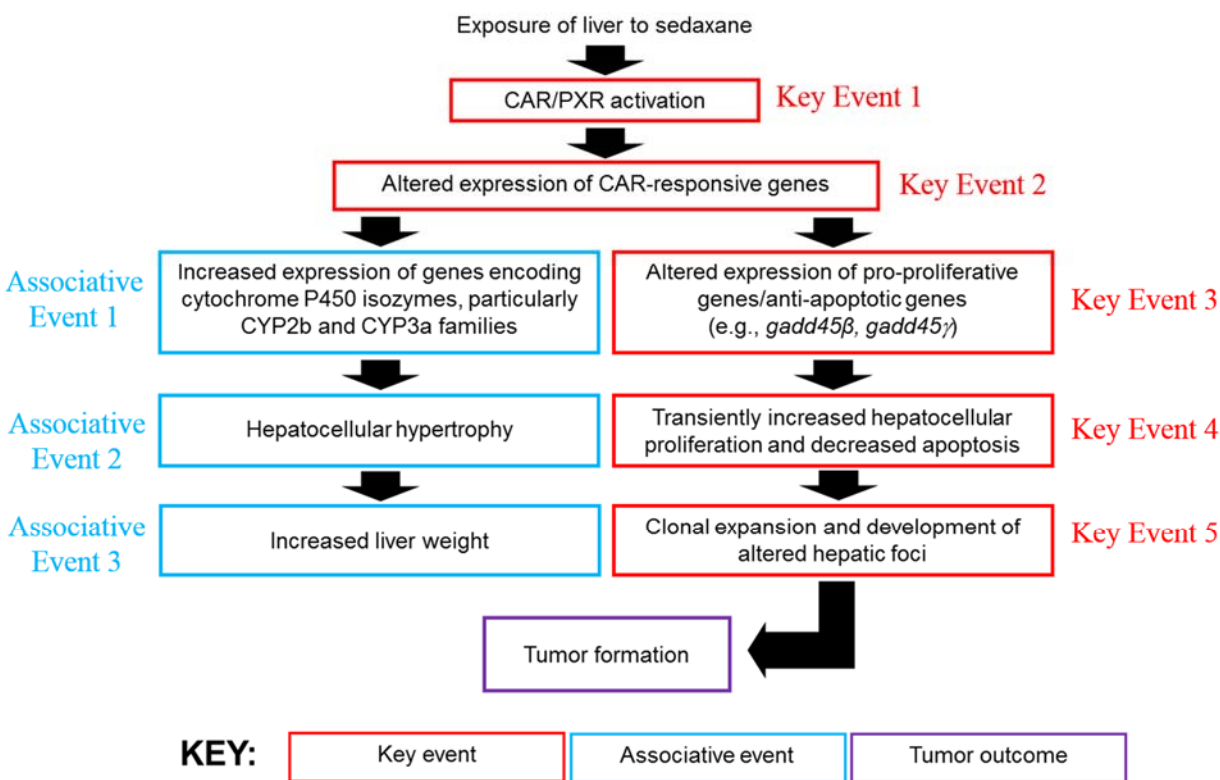 Exposure of liver to sedaxane
CAR/PXR activation
Key Event 1
Altered expression of CAR-responsive genes
Key Event 2
Associative
Event 1
Increased expression of genes encoding
cytochrome P450 isozymes, particularly
CYP2b and CYP3a families
Altered expression of pro-proliferative
genes/anti-apoptotic genes
(e.g., gadd45β, gadd45γ)
Key Event 3
Associative
Event 2
Hepatocellular hypertrophy
Transiently increased hepatocellular
proliferation and decreased apoptosis
Key Event 4
Associative
Event 3
Increased liver weight
Clonal expansion and development of
altered hepatic foci
Key Event 5
Tumor formation
KEY:
Key event
Associative event
Tumor outcome